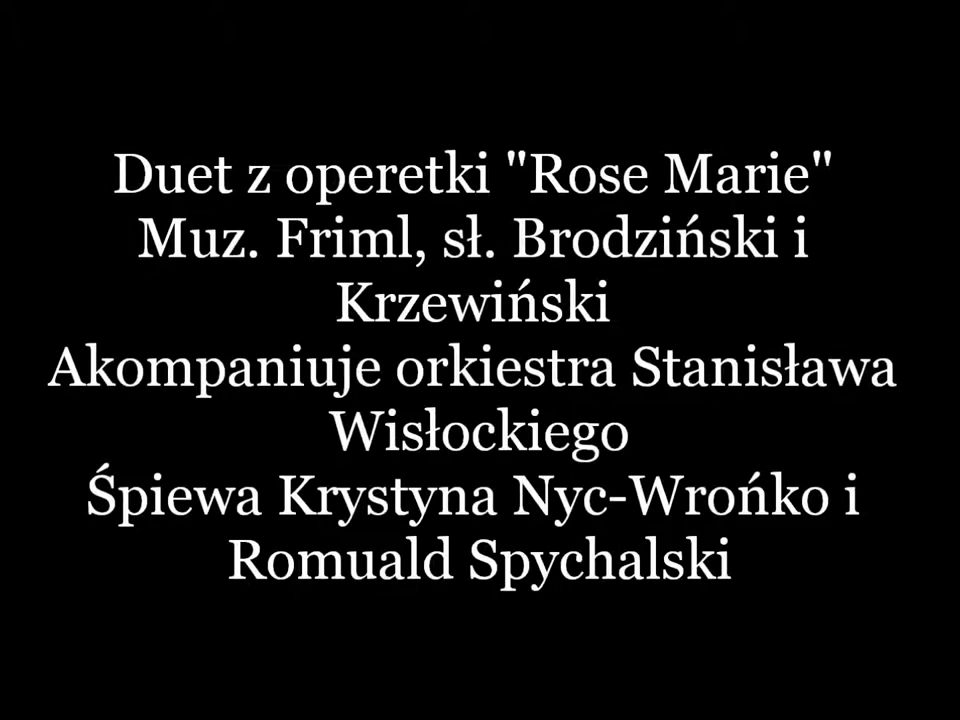 Duet z operetki "Rose Marie"
Muz. Friml, sł. Brodziński i
Krzewiński
Akompaniuje orkiestra Stanisława
Wisłockiego
Śpiewa Krystyna Nyc-Wrońko i
Romuald Spychalski